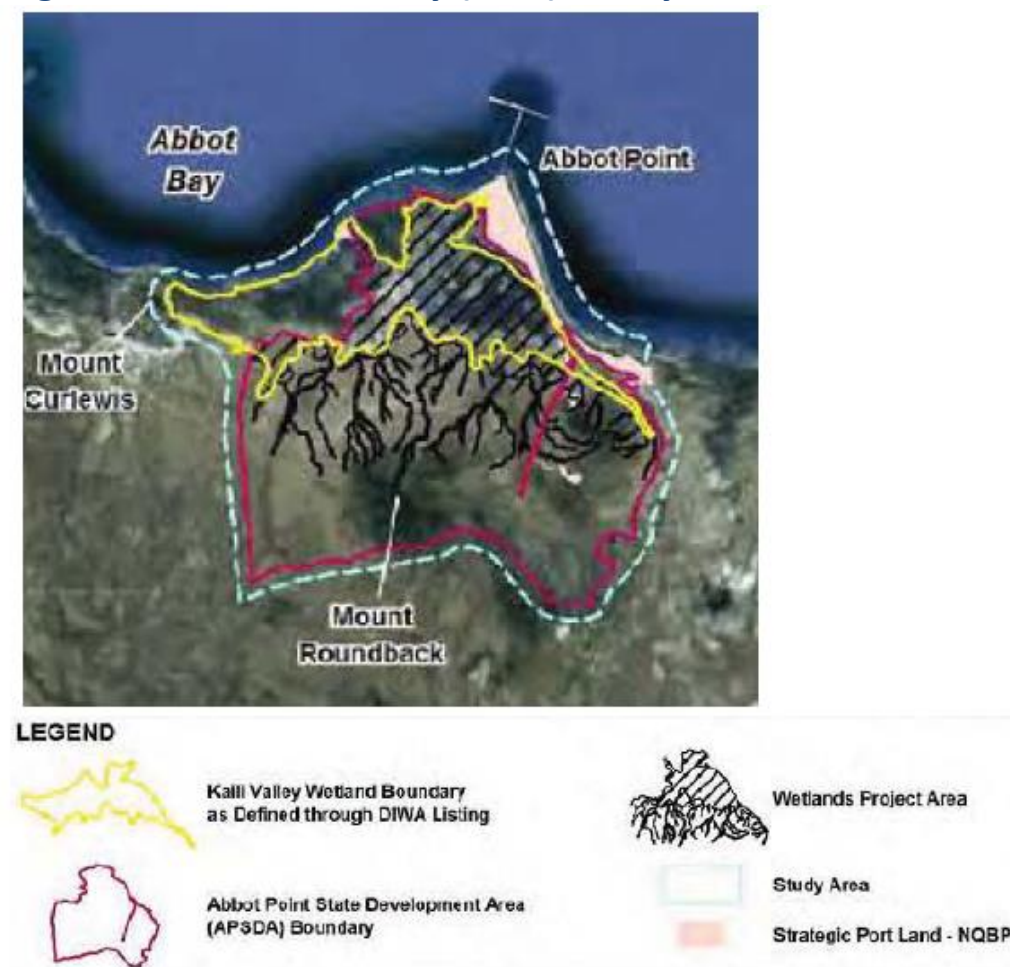 Abbot
Bay
Abbot Point
Mount
Curlewis
Mount
Roundback
LEGEND
Kaili Valley Wetland Boundary
as Defined through DIWA Listing
Abbot Point State Development Area
(APSDA) Boundary
Wetlands Project Area
Study Area
Strategic Port Land - NQBP